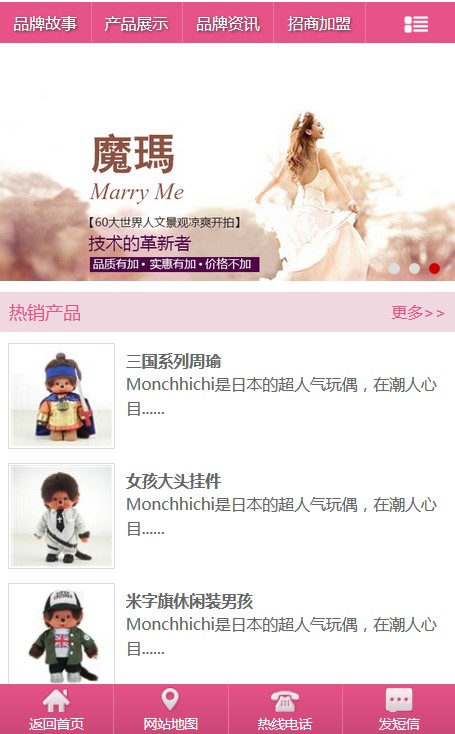 品牌故事 产品展示 品牌资讯 招商加盟
魔瑪
Marry Me
【60大世界人文景观凉爽开拍】
技术的革新者
品质有加 • 实惠有加 • 价格不加
热销产品 更多>>
三国系列周瑜
Monchhichi是日本的超人气玩偶，在潮人心
目......
女孩大头挂件
Monchhichi是日本的超人气玩偶，在潮人心
目......
米字旗休闲装男孩
Monchhichi是日本的超人气玩偶，在潮人心
目......
返回首页 网站地图 热线电话 发短信